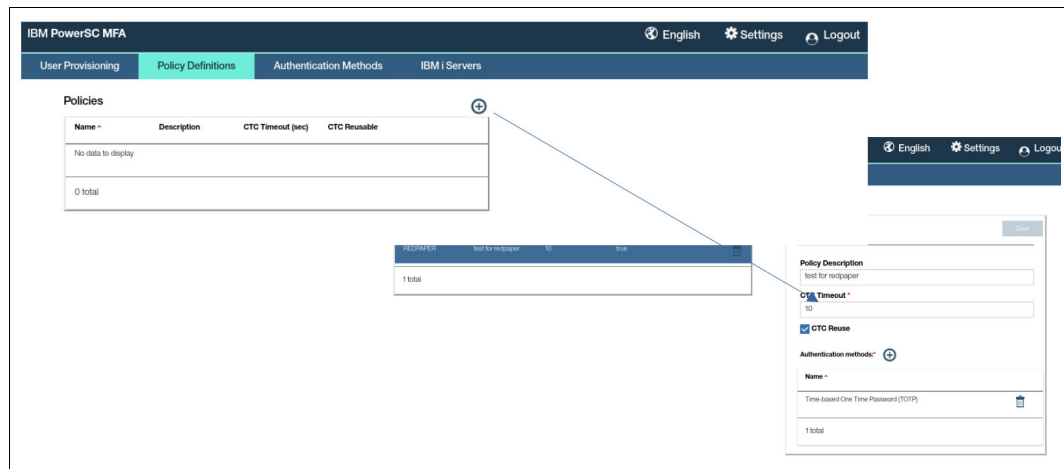 IBM PowerSC MFA
English Settings Logout
User Provisioning Policy Definitions Authentication Methods IBM i Servers
Policies
Name ^ Description CTC Timeout (sec) CTC Reusable
No data to display
0 total
English Settings Logou
Save
REDPAPER test for redpaper 10 true
1 total
Policy Description
test for redpaper
CTC Timeout *
10
CTC Reuse
Authentication methods:*
Name ^
Time-based One Time Password (TOTP)
1 total